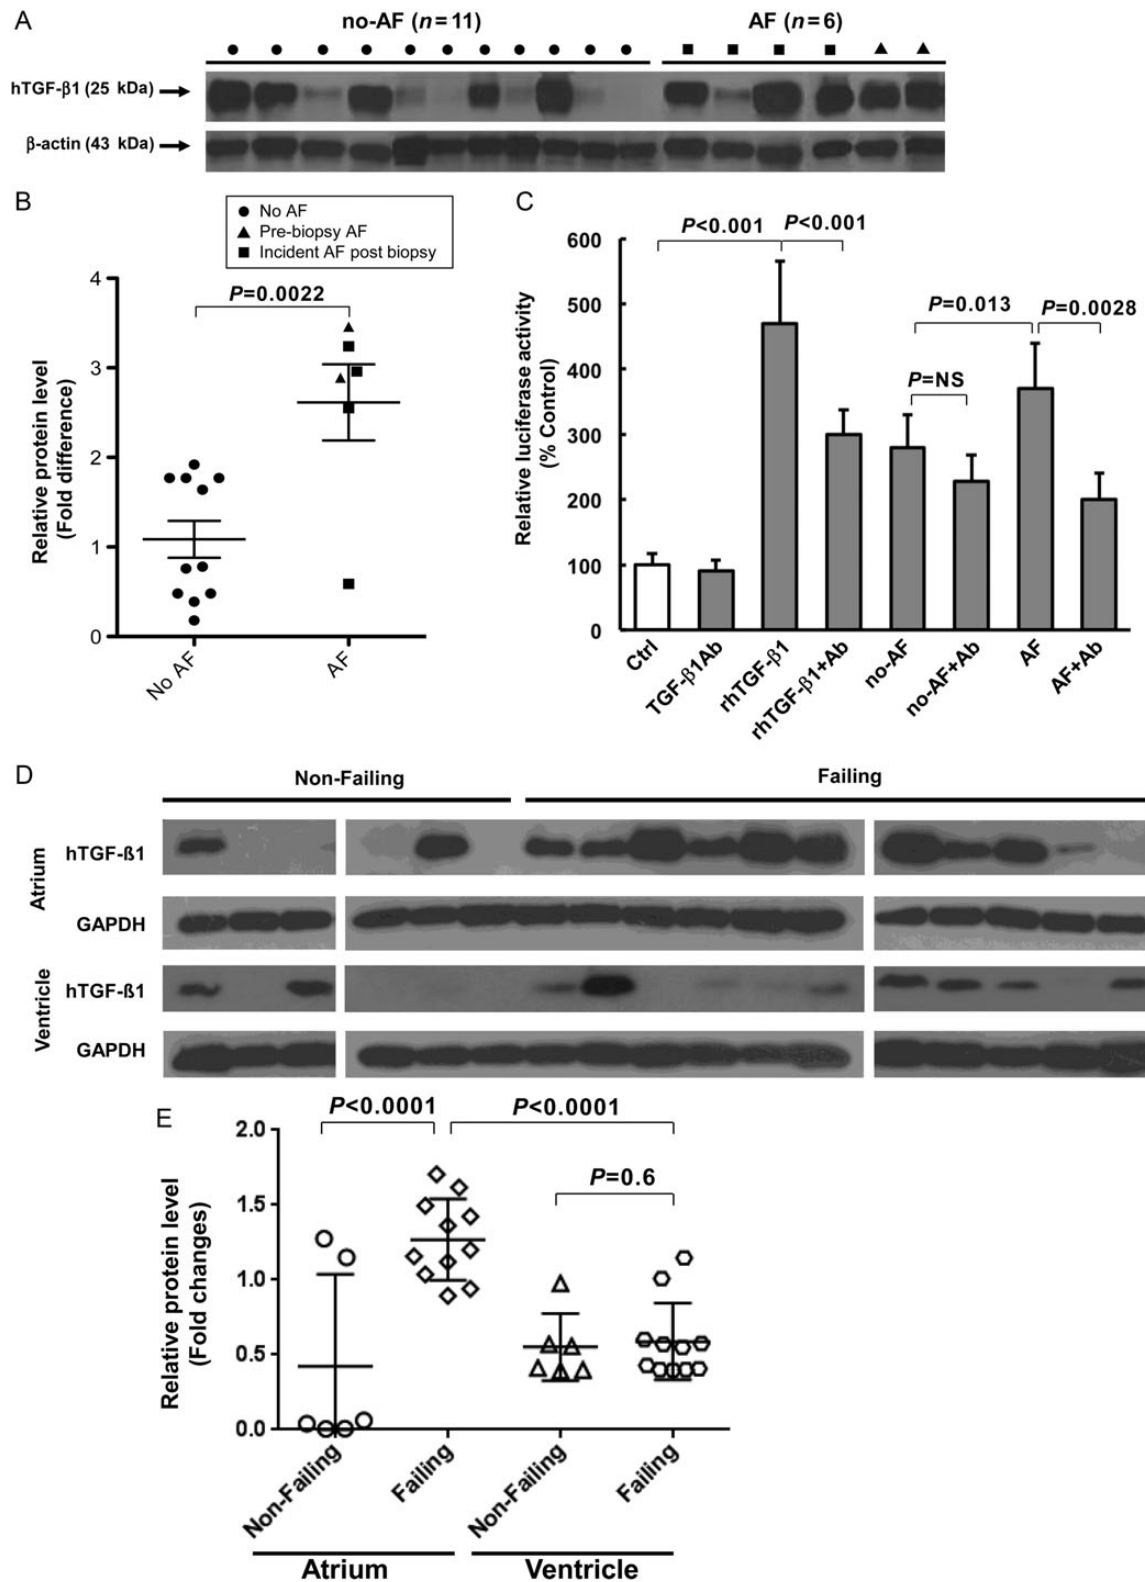 A
no-AF (n=11)
AF (n=6)
hTGF-β1 (25 kDa)
β-actin (43 kDa)
B
No AF
Pre-biopsy AF
Incident AF post biopsy
P=0.0022
Relative protein level
(Fold difference)
4
3
2
1
0
No AF
AF
C
P<0.001
P<0.001
P=0.013
P=0.0028
P=NS
Relative luciferase activity
(% Control)
600
500
400
300
200
100
0
Ctrl
TGF-β1Ab
rhTGF-β1
rhTGF-β1+Ab
no-AF
no-AF+Ab
AF
AF+Ab
D
Non-Failing
Failing
Atrium
hTGF-ß1
GAPDH
Ventricle
hTGF-ß1
GAPDH
E
P<0.0001
P<0.0001
P=0.6
Relative protein level
(Fold changes)
2.0
1.5
1.0
0.5
0.0
Non-Failing
Failing
Non-Failing
Failing
Atrium
Ventricle